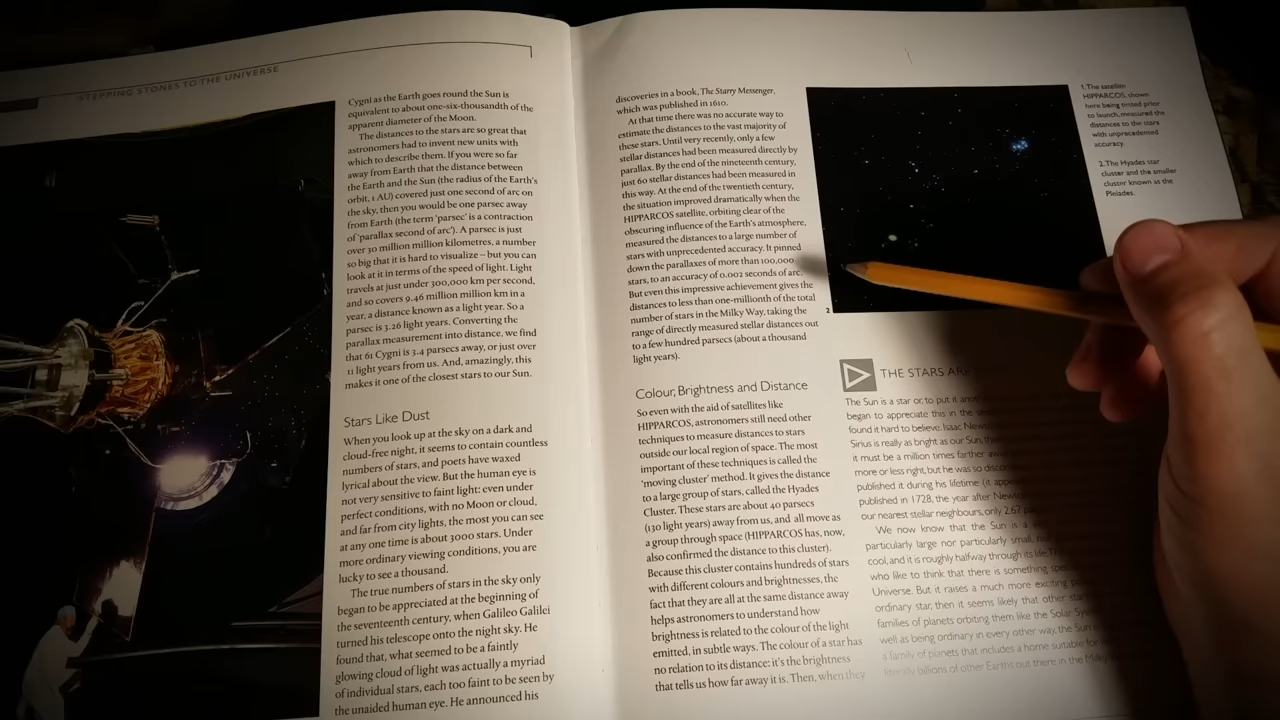 STEPPING STONES TO THE UNIVERSE
Cygni as the Earth goes round the Sun is
equivalent to about one-six-thousandth of the
apparent diameter of the Moon.
The distances to the stars are so great that
astronomers had to invent new units with
which to describe them. If you were so far
away from Earth that the distance between
the Earth and the Sun (the radius of the Earth's
orbit, 1 AU) covered just one second of arc on
the sky, then you would be one parsec away
from Earth (the term 'parsec' is a contraction
of 'parallax second of arc'). A parsec is just
over 30 million million kilometres, a number
so big that it is hard to visualize – but you can
look at it in terms of the speed of light. Light
travels at just under 300,000 km per second,
and so covers 9.46 million million km in a
year, a distance known as a light year. So a
parsec is 3.26 light years. Converting the
parallax measurement into distance, we find
that 61 Cygni is 3.4 parsecs away, or just over
11 light years from us. And, amazingly, this
makes it one of the closest stars to our Sun.
Stars Like Dust
When you look up at the sky on a dark and
cloud-free night, it seems to contain countless
numbers of stars, and poets have waxed
lyrical about the view. But the human eye is
not very sensitive to faint light: even under
perfect conditions, with no Moon or cloud,
and far from city lights, the most you can see
at any one time is about 3000 stars. Under
more ordinary viewing conditions, you are
lucky to see a thousand.
The true numbers of stars in the sky only
began to be appreciated at the beginning of
the seventeenth century, when Galileo Galilei
turned his telescope onto the night sky. He
found that, what seemed to be a faintly
glowing cloud of light was actually a myriad
of individual stars, each too faint to be seen by
the unaided human eye. He announced his
discoveries in a book, The Starry Messenger,
which was published in 1610.
At that time there was no accurate way to
estimate the distances to the vast majority of
these stars. Until very recently, only a few
stellar distances had been measured directly by
parallax. By the end of the nineteenth century,
just 60 stellar distances had been measured in
this way. At the end of the twentieth century,
the situation improved dramatically when the
HIPPARCOS satellite, orbiting clear of the
obscuring influence of the Earth's atmosphere,
measured the distances to a large number of
stars with unprecedented accuracy. It pinned
down the parallaxes of more than 100,000
stars, to an accuracy of 0.002 seconds of arc.
But even this impressive achievement gives the
distances to less than one-millionth of the total
number of stars in the Milky Way, taking the
range of directly measured stellar distances out
to a few hundred parsecs (about a thousand
light years).
Colour, Brightness and Distance
So even with the aid of satellites like
HIPPARCOS, astronomers still need other
techniques to measure distances to stars
outside our local region of space. The most
important of these techniques is called the
'moving cluster' method. It gives the distance
to a large group of stars, called the Hyades
Cluster. These stars are about 40 parsecs
(130 light years) away from us, and all move as
a group through space (HIPPARCOS has, now,
also confirmed the distance to this cluster).
Because this cluster contains hundreds of stars
with different colours and brightnesses, the
fact that they are all at the same distance away
helps astronomers to understand how
brightness is related to the colour of the light
emitted, in subtle ways. The colour of a star has
no relation to its distance: it's the brightness
that tells us how far away it is. Then, when they
1. The satellite
HIPPARCOS, shown
here being tested prior
to launch, measured the
distances to the stars
with unprecedented
accuracy.
2. The Hyades star
cluster and the smaller
cluster known as the
Pleiades.
2
THE STARS ARE
The Sun is a star or, to put it
began to appreciate this in the
found it hard to believe. Isaac
Sirius is really as bright as our Sun,
it must be a million times farther
more or less right, but he was so
published it during his lifetime (it
published in 1728, the year after
our nearest stellar neighbours, only 2.67
We now know that the Sun is a
particularly large nor particularly small,
cool, and it is roughly halfway through its life.
who like to think that there is something
Universe. But it raises a much more exciting
ordinary star, then it seems likely that other
families of planets orbiting them like the Solar
well as being ordinary in every other way, the Sun
a family of planets that includes a home suitable for
literally billions of other Earths out there in the Milky